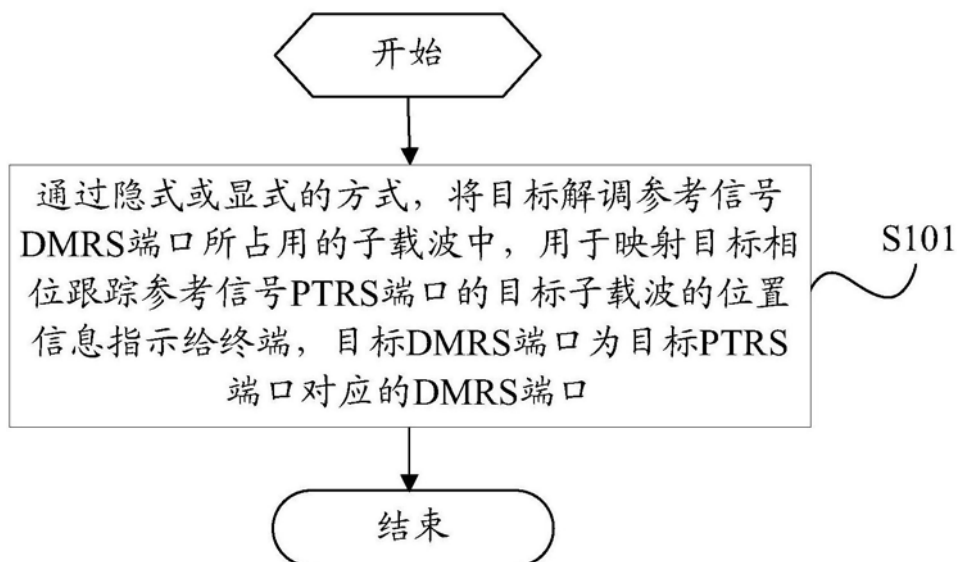 开始
通过隐式或显式的方式，将目标解调参考信号
DMRS端口所占用的子载波中，用于映射目标相
位跟踪参考信号PTRS端口的目标子载波的位置
信息指示给终端，目标DMRS端口为目标PTRS
端口对应的DMRS端口
S101
结束